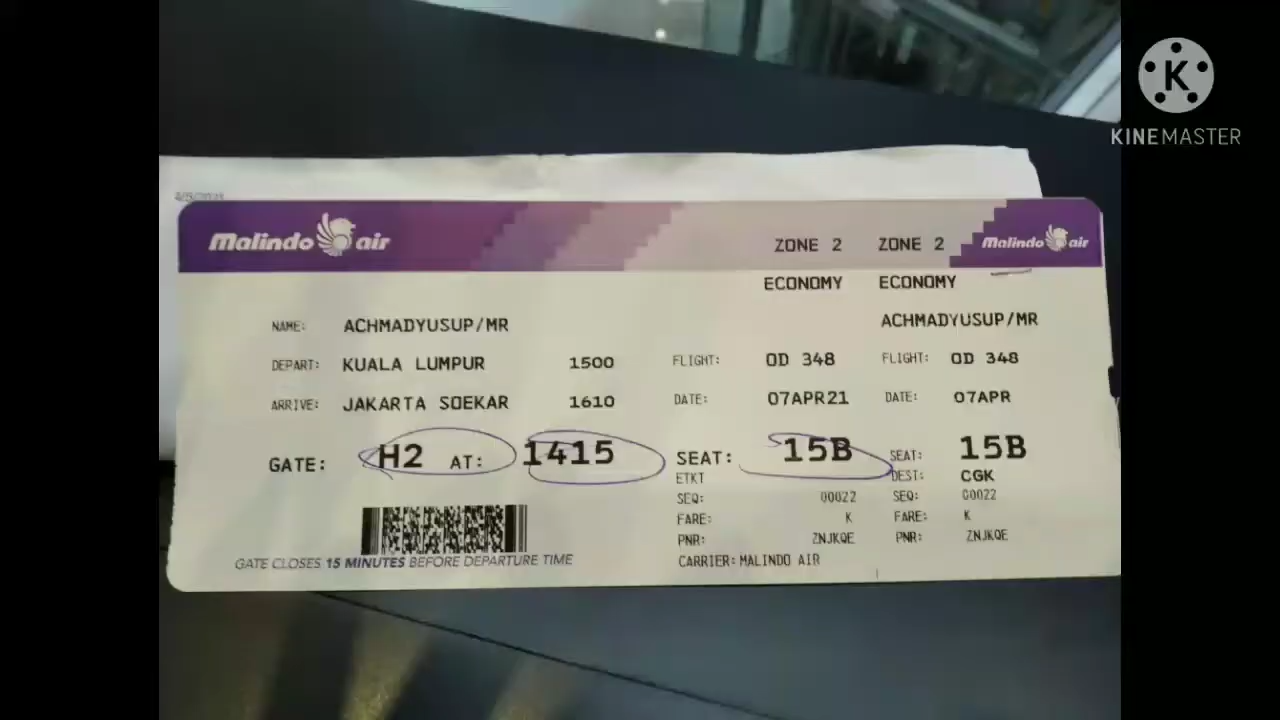 K
KINEMASTER
Malindo air
ZONE 2 ZONE 2
Malindo air
ECONOMY ECONOMY
NAME: ACHMADYUSUP/MR ACHMADYUSUP/MR
DEPART: KUALA LUMPUR 1500 FLIGHT: OD 348 FLIGHT: OD 348
ARRIVE: JAKARTA SOEKAR 1610 DATE: 07APR21 DATE: 07APR
GATE: H2 AT: 1415 SEAT: 15B SEAT: 15B
ETKT DEST: CGK
SEQ: 00022 SEQ: 00022
FARE: K FARE: K
PNR: ZNJKQE PNR: ZNJKQE
GATE CLOSES 15 MINUTES BEFORE DEPARTURE TIME CARRIER: MALINDO AIR